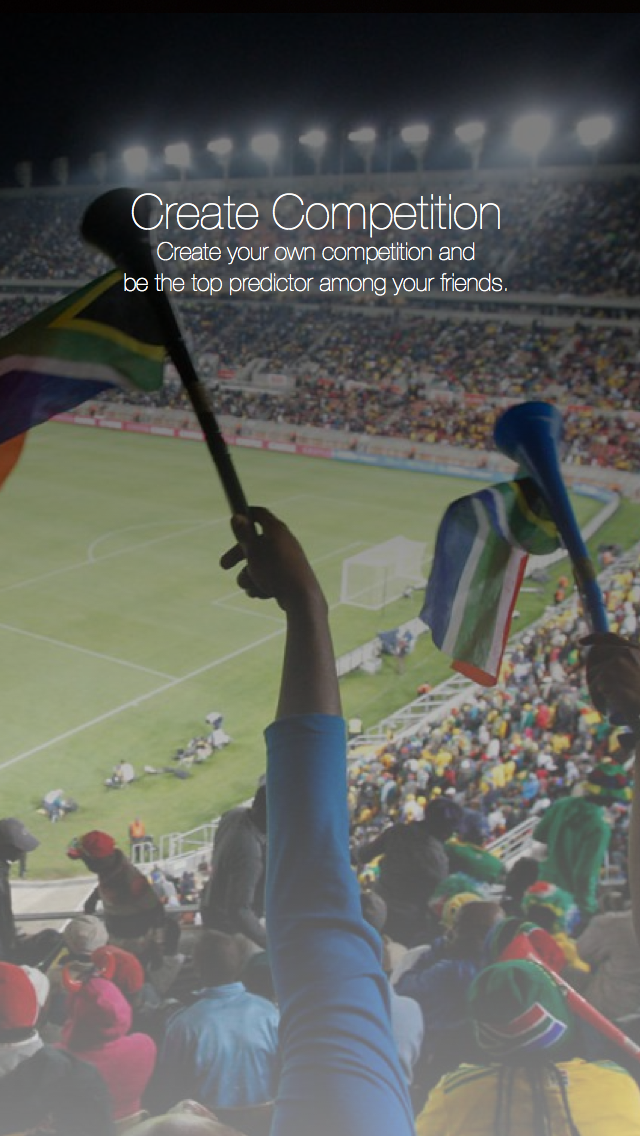 Create Competition
Create your own competition and
be the top predictor among your friends.